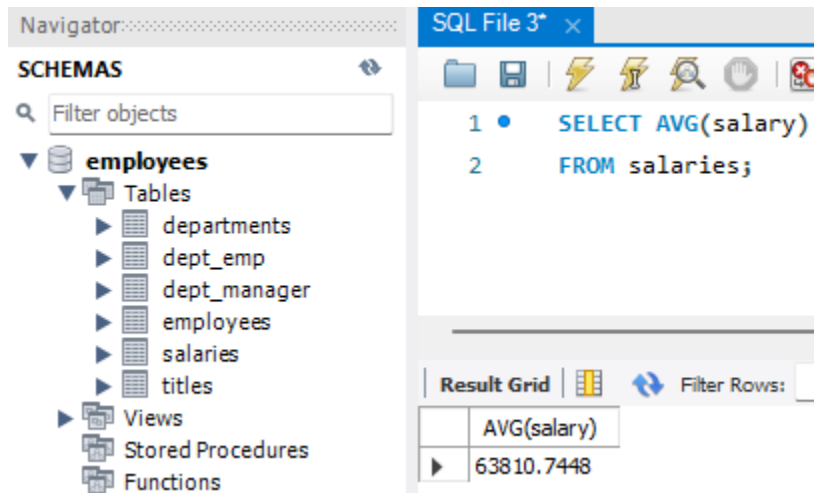 Navigator
SCHEMAS
Filter objects
employees
Tables
departments
dept_emp
dept_manager
employees
salaries
titles
Views
Stored Procedures
Functions
SQL File 3*
1 SELECT AVG(salary)
2 FROM salaries;
Result Grid Filter Rows:
AVG(salary)
63810.7448